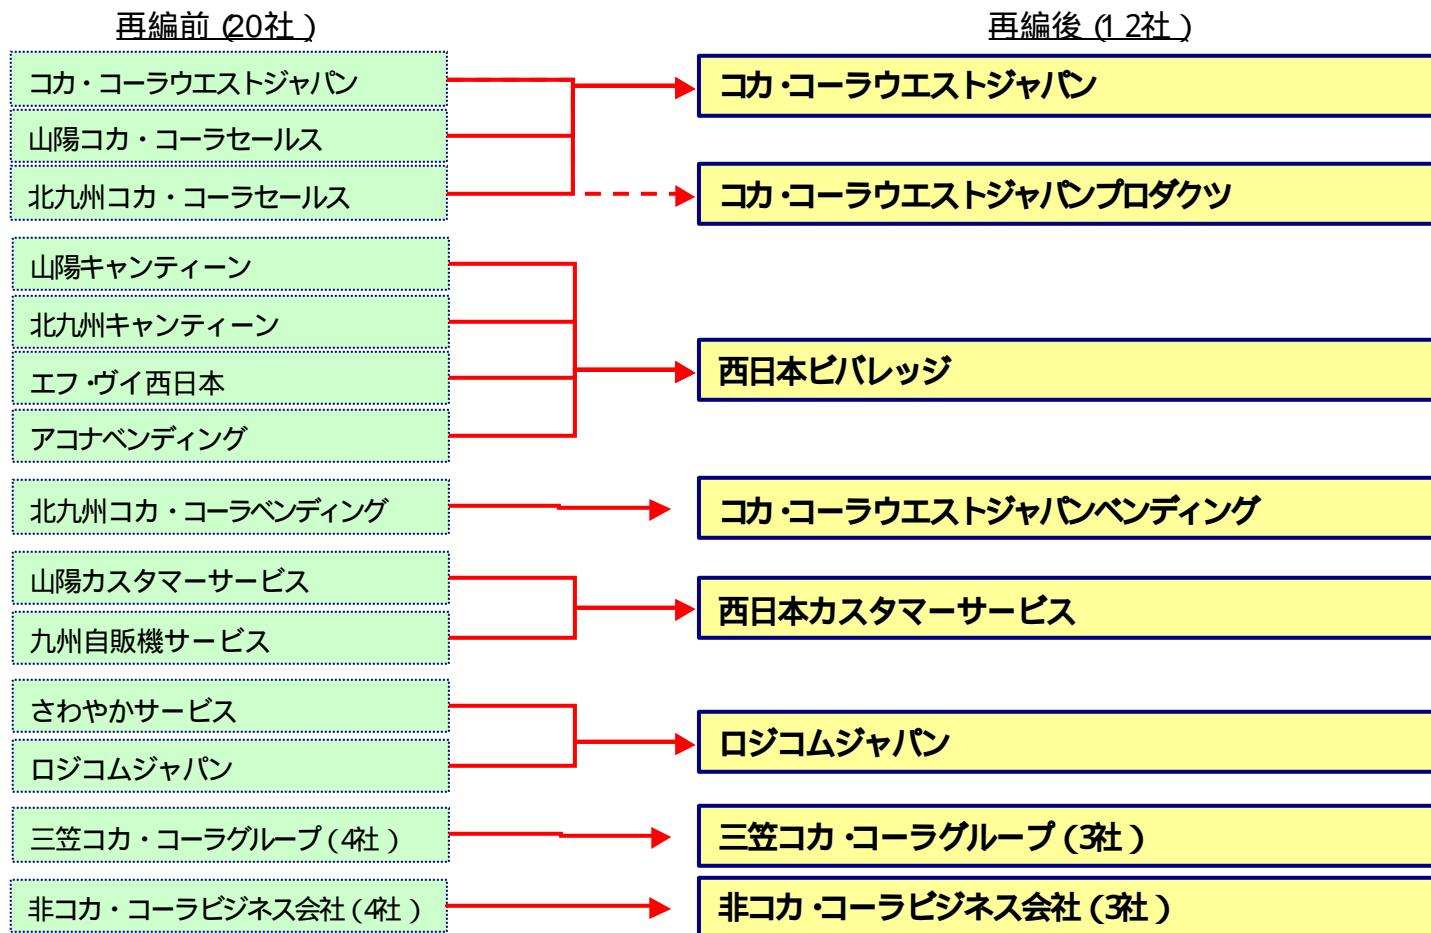 再編前(20社)
再編後(12社)
コカ・コーラウエストジャパン
山陽コカ・コーラセールス
北九州コカ・コーラセールス
山陽キャンティーン
北九州キャンティーン
エフ・ヴイ西日本
アコナベンディング
北九州コカ・コーラベンディング
山陽カスタマーサービス
九州自販機サービス
さわやかサービス
ロジコムジャパン
三笠コカ・コーラグループ(4社)
非コカ・コーラビジネス会社(4社)
コカ・コーラウエストジャパン
コカ・コーラウエストジャパンプロダクツ
西日本ビバレッジ
コカ・コーラウエストジャパンベンディング
西日本カスタマーサービス
ロジコムジャパン
三笠コカ・コーラグループ(3社)
非コカ・コーラビジネス会社(3社)